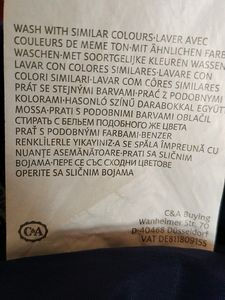 WASH WITH SIMILAR COLOURS-LAVER AVEC
COULEURS DE MEME TON-MIT ÄHNLICHEN FARB
WASCHEN-MET SOORTGELIJKE KLEUREN WASSEN
LAVAR CON COLORES SIMILARES-LAVARE CON
COLORI SIMILARI-LAVAR COM CÔRES SIMILARES
PRÁT SE STEJNÝMI BARVAMI-PRAĆ Z PODOBNYMI
KOLORAMI-HASONLÓ SZÍNŰ DARABOKKAL EGYÜTT
MOSSA-PRATI S PODOBNIMI BARVAMI OBLAČIL
СТИРАТЬ С БЕЛЬЕМ ПОДОБНОГО ЖЕ ЦВЕТА
PRAŤ S PODOBNÝMI FARBAMI-BENZER
RENKLİLERLE YIKAYINIZ-A SE SPĂLA ÎMPREUNĂ CU
NUANŢE ASEMĂNĂTOARE-PRATI SA SLIČNIM
BOJAMA-ПЕРЕ СЕ СЪС СХОДНИ ЦВЕТОВЕ
OPERITE SA SLIČNIM BOJAMA
C&A
C&A Buying
Wanheimer Str. 70
D-40468 Düsseldorf
VAT DE811809155